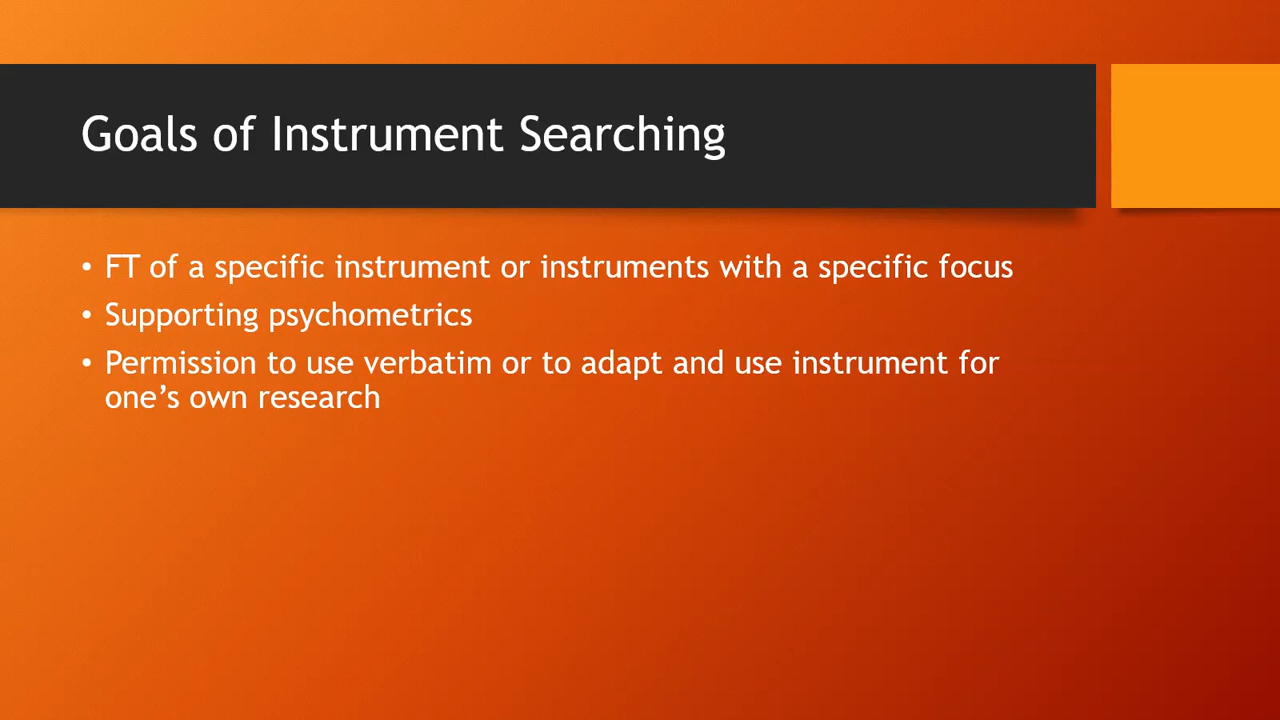 Goals of Instrument Searching
• FT of a specific instrument or instruments with a specific focus
• Supporting psychometrics
• Permission to use verbatim or to adapt and use instrument for
one’s own research